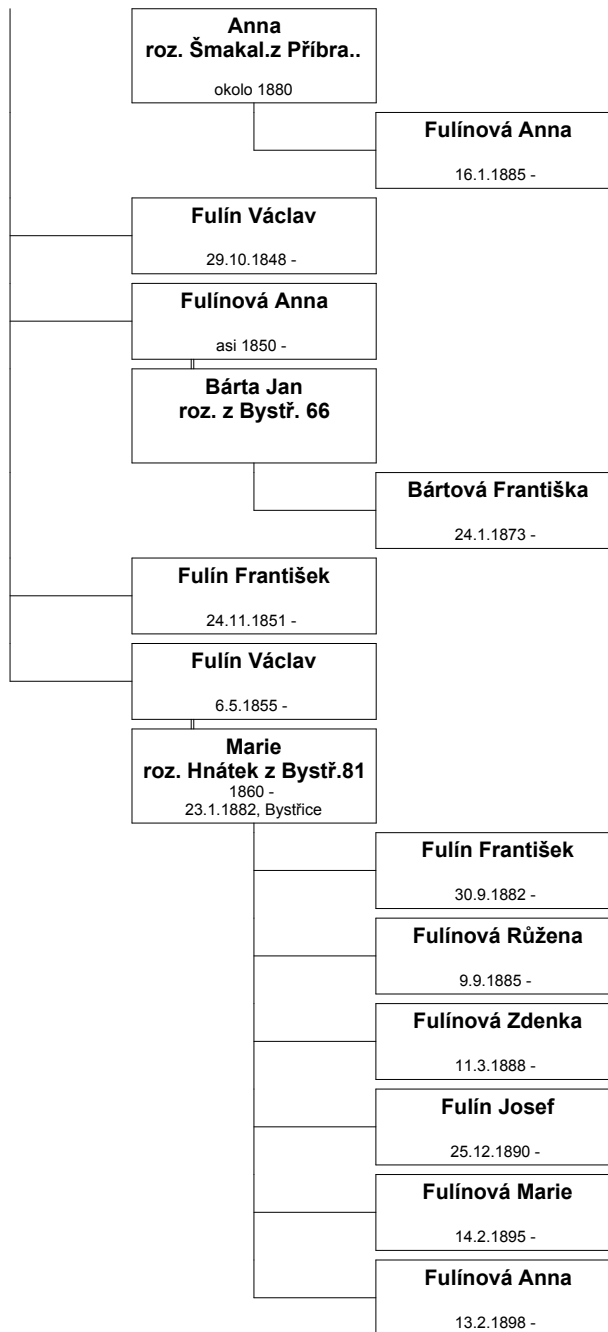 Anna
roz. Šmakal.z Příbra..
okolo 1880
Fulínová Anna
16.1.1885 -
Fulín Václav
29.10.1848 -
Fulínová Anna
asi 1850 -
Bárta Jan
roz. z Bystř. 66
Bártová Františka
24.1.1873 -
Fulín František
24.11.1851 -
Fulín Václav
6.5.1855 -
Marie
roz. Hnátek z Bystř.81
1860 -
23.1.1882, Bystřice
Fulín František
30.9.1882 -
Fulínová Růžena
9.9.1885 -
Fulínová Zdenka
11.3.1888 -
Fulín Josef
25.12.1890 -
Fulínová Marie
14.2.1895 -
Fulínová Anna
13.2.1898 -